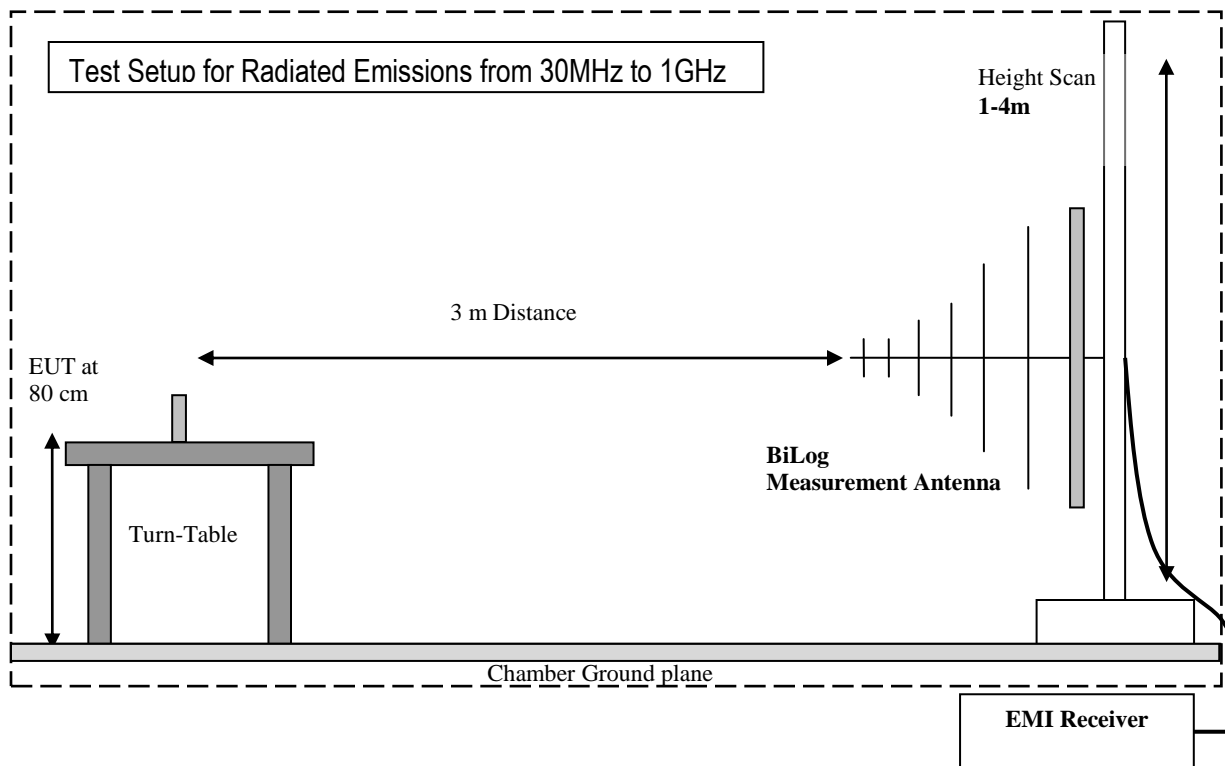 Test Setup for Radiated Emissions from 30MHz to 1GHz
Height Scan
1-4m
3 m Distance
EUT at
80 cm
BiLog
Measurement Antenna
Turn-Table
Chamber Ground plane
EMI Receiver